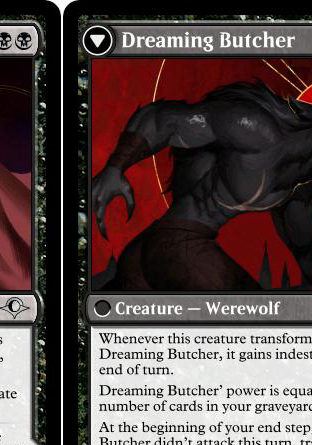 Dreaming Butcher
Creature — Werewolf
Whenever this creature transform
Dreaming Butcher, it gains indest
end of turn.
Dreaming Butcher' power is equa
number of cards in your graveyard
At the beginning of your end step
Butcher didn't attack this turn, tr